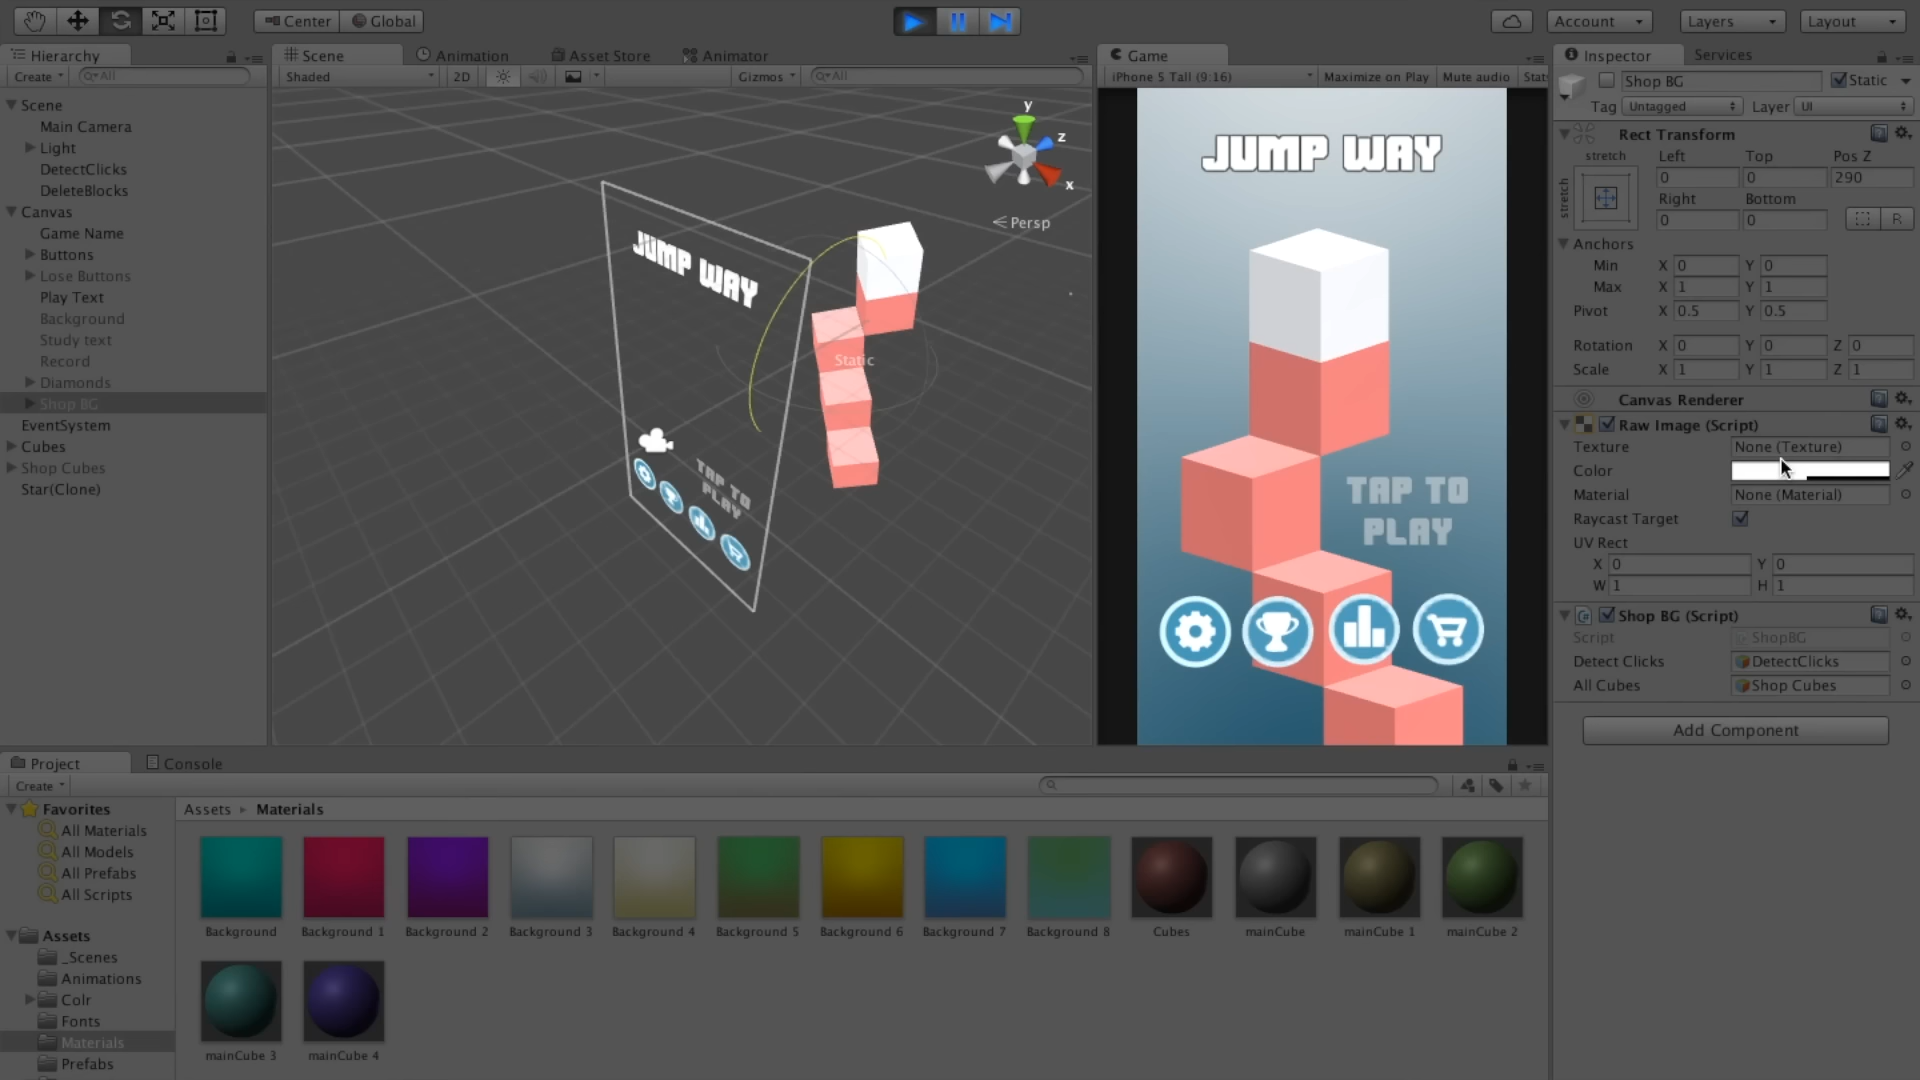 Center Global Account Layers Layout
Hierarchy Scene Animation Asset Store Animator Game Inspector Services
Create All Shaded 2D Gizmos All iPhone 5 Tall (9:16) Maximize on Play Mute audio Stats
Scene
Main Camera
Light
DetectClicks
DeleteBlocks
Canvas
Game Name
Buttons
Lose Buttons
Play Text
Background
Study text
Record
Diamonds
Shop BG
EventSystem
Cubes
Shop Cubes
Star(Clone)
y
z
x
Persp
JUMP WAY
Static
TAP TO
PLAY
JUMP WAY
TAP TO
PLAY
Shop BG Static
Tag Untagged Layer UI
Rect Transform
stretch Left Top Pos Z
stretch 0 0 290
Right Bottom
0 0 R
Anchors
Min X 0 Y 0
Max X 1 Y 1
Pivot X 0.5 Y 0.5
Rotation X 0 Y 0 Z 0
Scale X 1 Y 1 Z 1
Canvas Renderer
Raw Image (Script)
Texture None (Texture)
Color
Material None (Material)
Raycast Target
UV Rect
X 0 Y 0
W 1 H 1
Shop BG (Script)
Script ShopBG
Detect Clicks DetectClicks
All Cubes Shop Cubes
Add Component
Project Console
Create
Favorites
All Materials
All Models
All Prefabs
All Scripts
Assets
_Scenes
Animations
Colr
Fonts
Materials
Prefabs
Assets Materials
Background Background 1 Background 2 Background 3 Background 4 Background 5 Background 6 Background 7 Background 8 Cubes mainCube mainCube 1 mainCube 2
mainCube 3 mainCube 4